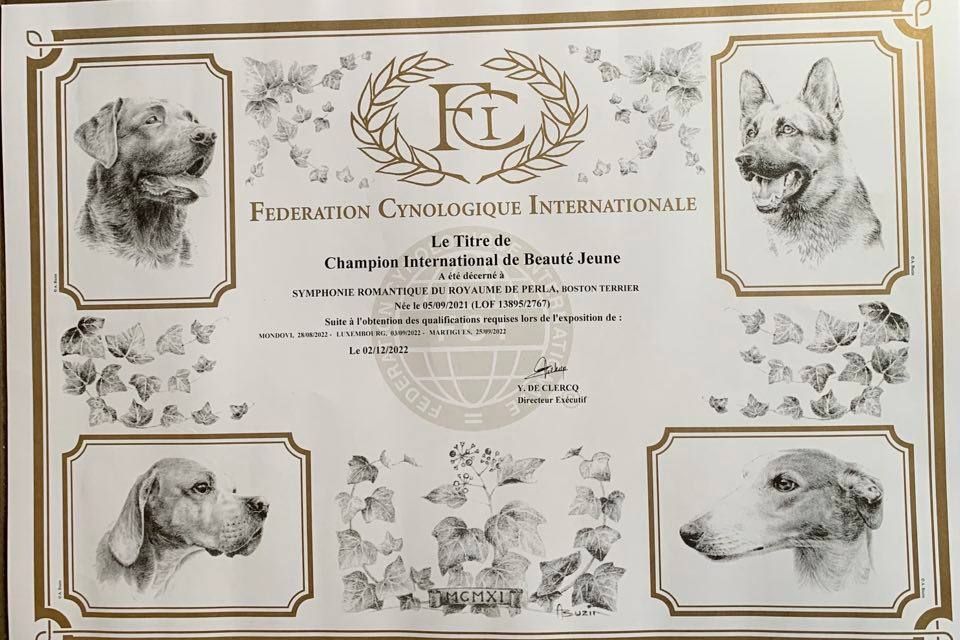 FCI
FEDERATION CYNOLOGIQUE INTERNATIONALE
Le Titre de
Champion International de Beauté Jeune
A été décerné à
SYMPHONIE ROMANTIQUE DU ROYAUME DE PERLA, BOSTON TERRIER
Née le 05/09/2021 (LOF 13895/2767)
Suite à l'obtention des qualifications requises lors de l'exposition de :
MONDOVI, 28/08/2022 - LUXEMBOURG, 03/09/2022 - MARTIGUES, 25/09/2022
Le 02/12/2022
Y. DE CLERCQ
Directeur Exécutif
MCMXI